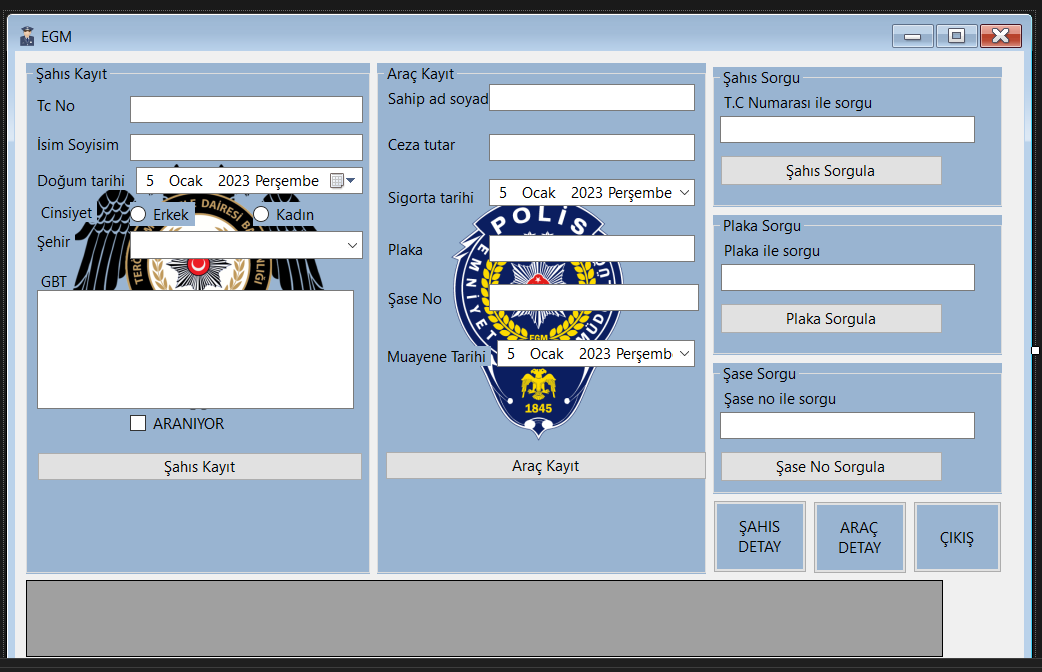 EGM
Şahıs Kayıt
Tc No
İsim Soyisim
Doğum tarihi
5 Ocak 2023 Perşembe
Cinsiyet
Erkek
Kadın
Şehir
GBT
ARANIYOR
Şahıs Kayıt
Araç Kayıt
Sahip ad soyad
Ceza tutar
Sigorta tarihi
5 Ocak 2023 Perşembe
POLİS
Plaka
Şase No
EMNİYET
EGM
Muayene Tarihi
5 Ocak 2023 Perşemb
1845
Araç Kayıt
Şahıs Sorgu
T.C Numarası ile sorgu
Şahıs Sorgula
Plaka Sorgu
Plaka ile sorgu
Plaka Sorgula
Şase Sorgu
Şase no ile sorgu
Şase No Sorgula
ŞAHIS
DETAY
ARAÇ
DETAY
ÇIKIŞ